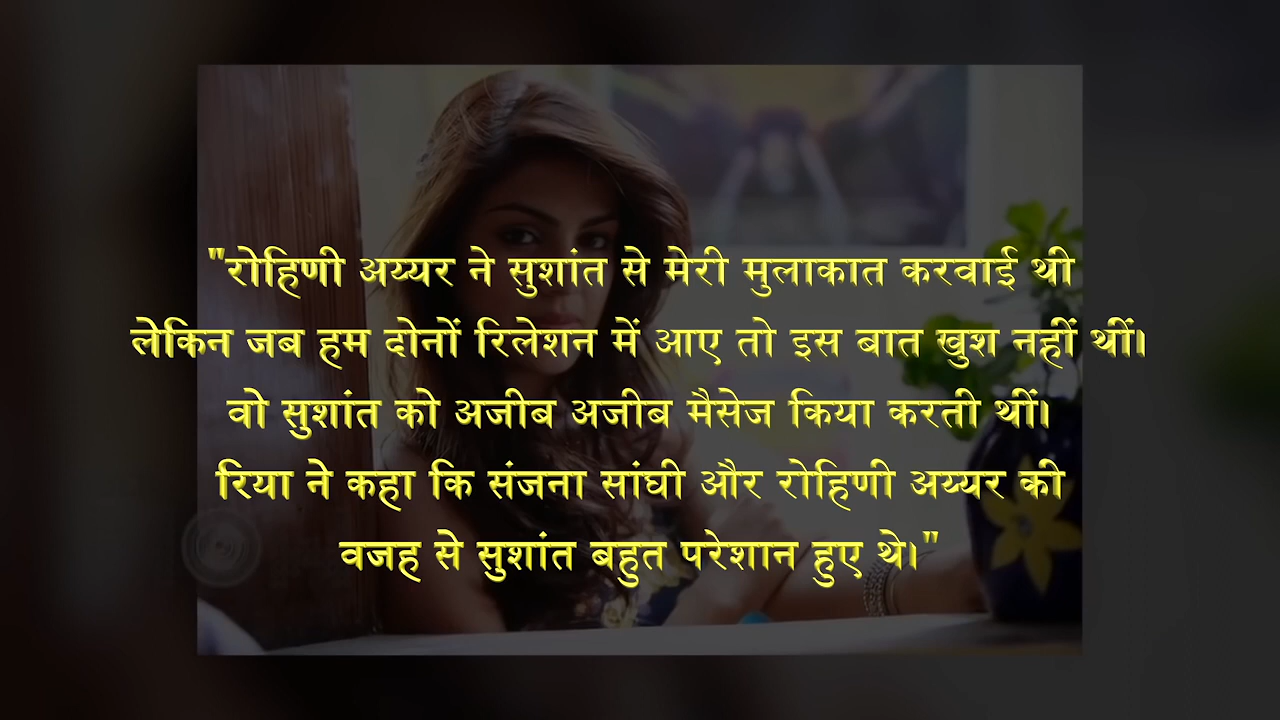 "रोहिणी अय्यर ने सुशांत से मेरी मुलाकात करवाई थी
लेकिन जब हम दोनों रिलेशन में आए तो इस बात खुश नहीं थीं।
वो सुशांत को अजीब अजीब मैसेज किया करती थीं।
रिया ने कहा कि संजना सांघी और रोहिणी अय्यर की
वजह से सुशांत बहुत परेशान हुए थे।"